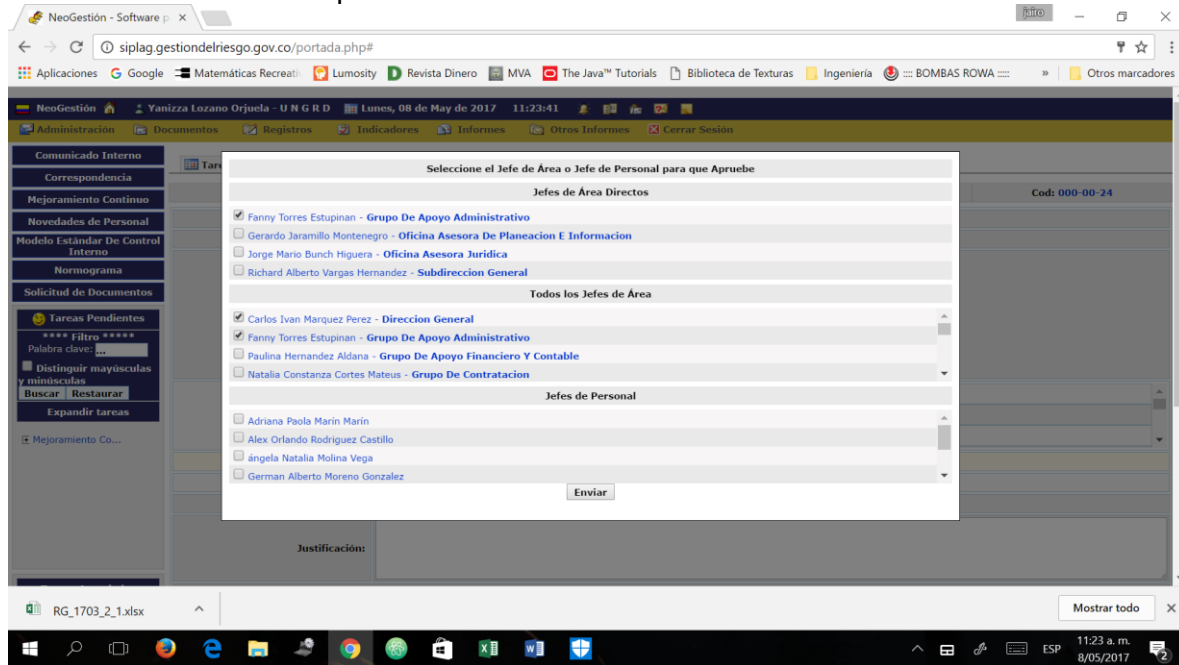 jairo
NeoGestión - Software p
siplag.gestiondelriesgo.gov.co/portada.php#
Aplicaciones Google Matemáticas Recreati Lumosity Revista Dinero MVA The Java™ Tutorials Biblioteca de Texturas Ingeniería :::: BOMBAS ROWA ::::: » Otros marcadores
NeoGestión Yanizza Lozano Orjuela - U N G R D Lunes, 08 de May de 2017 11:23:41
Administración Documentos Registros Indicadores Informes Otros Informes Cerrar Sesión
Comunicado Interno
Correspondencia
Mejoramiento Continuo
Novedades de Personal
Modelo Estándar De Control
Interno
Normograma
Solicitud de Documentos
Tareas Pendientes
**** Filtro *****
Palabra clave: ...
Distinguir mayúsculas
y minúsculas
Buscar Restaurar
Expandir tareas
Mejoramiento Co...
Tare
Cod: 000-00-24
Seleccione el Jefe de Área o Jefe de Personal para que Apruebe
Jefes de Área Directos
Fanny Torres Estupinan - Grupo De Apoyo Administrativo
Gerardo Jaramillo Montenegro - Oficina Asesora De Planeacion E Informacion
Jorge Mario Bunch Higuera - Oficina Asesora Juridica
Richard Alberto Vargas Hernandez - Subdireccion General
Todos los Jefes de Área
Carlos Ivan Marquez Perez - Direccion General
Fanny Torres Estupinan - Grupo De Apoyo Administrativo
Paulina Hernandez Aldana - Grupo De Apoyo Financiero Y Contable
Natalia Constanza Cortes Mateus - Grupo De Contratacion
Jefes de Personal
Adriana Paola Marin Marín
Alex Orlando Rodriguez Castillo
ángela Natalia Molina Vega
German Alberto Moreno Gonzalez
Enviar
Justificación:
RG_1703_2_1.xlsx
Mostrar todo
ESP
11:23 a. m.
8/05/2017
2